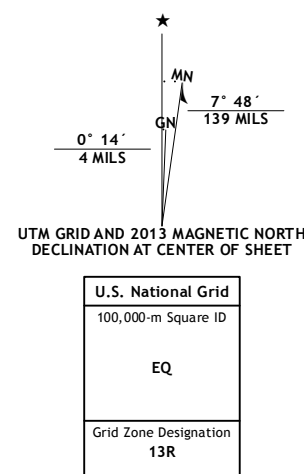 ★
MN
GN
7° 48´
139 MILS
0° 14´
4 MILS
UTM GRID AND 2013 MAGNETIC NORTH
DECLINATION AT CENTER OF SHEET
U.S. National Grid
100,000-m Square ID
EQ
Grid Zone Designation
13R